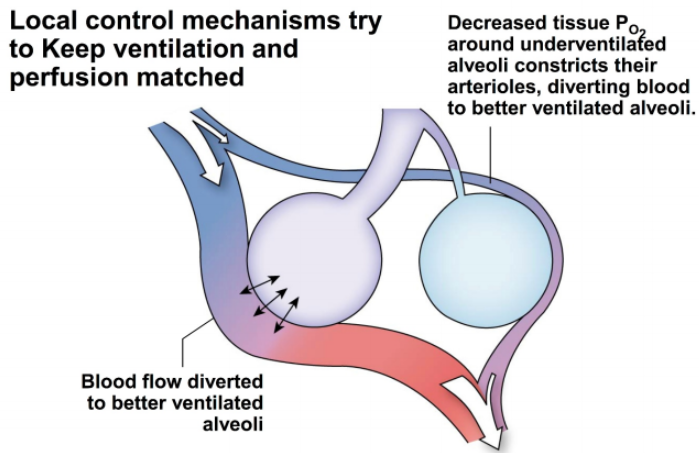 Local control mechanisms try
to Keep ventilation and
perfusion matched
Decreased tissue PO2
around underventilated
alveoli constricts their
arterioles, diverting blood
to better ventilated alveoli.
Blood flow diverted
to better ventilated
alveoli